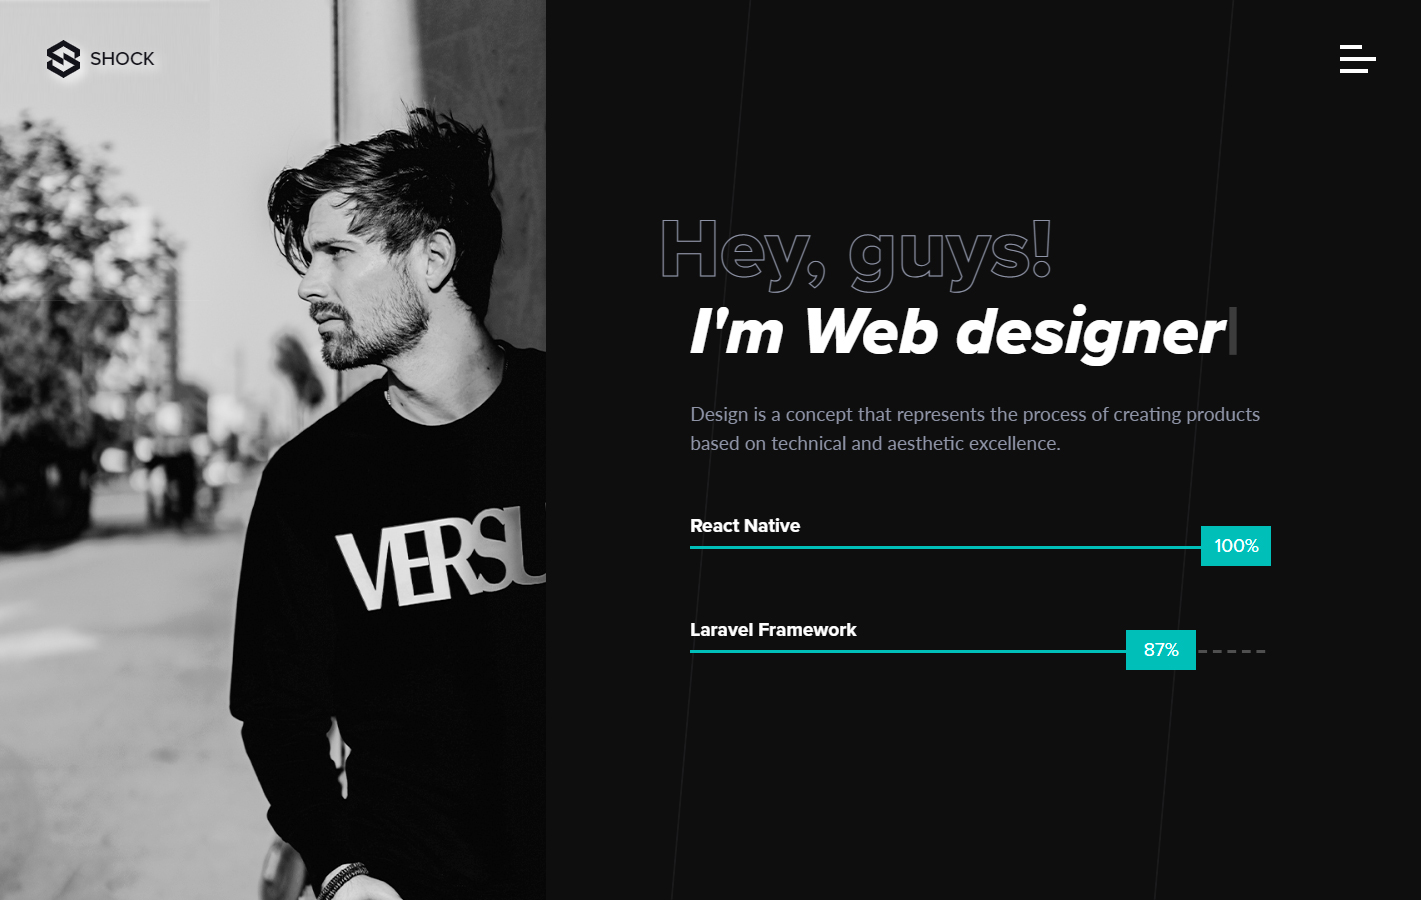 SHOCK
Hey, guys!
I'm Web designer
Design is a concept that represents the process of creating products
based on technical and aesthetic excellence.
VERSU
React Native
100%
Laravel Framework
87%